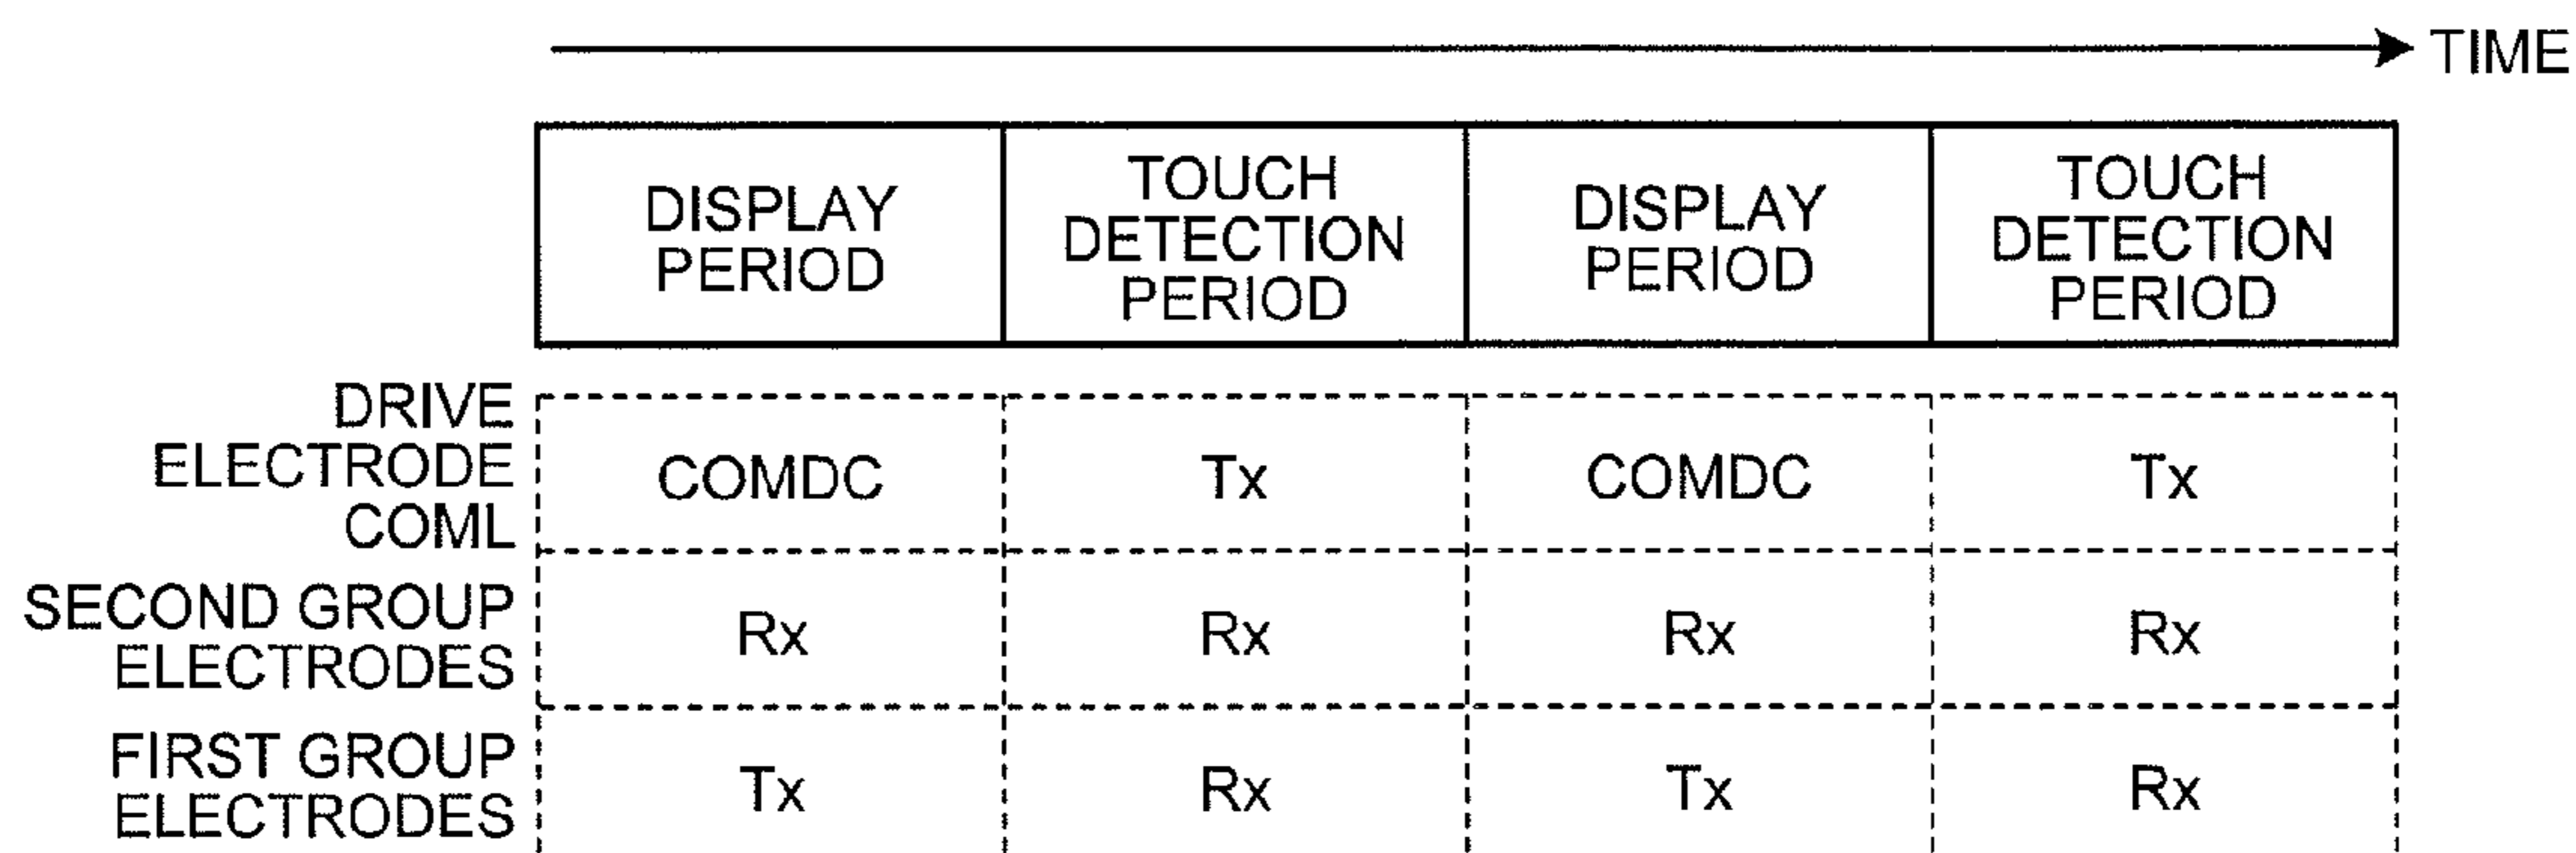 TIME
DISPLAY
PERIOD
TOUCH
DETECTION
PERIOD
DISPLAY
PERIOD
TOUCH
DETECTION
PERIOD
DRIVE
ELECTRODE
COML
COMDC
Tx
COMDC
Tx
SECOND GROUP
ELECTRODES
Rx
Rx
Rx
Rx
FIRST GROUP
ELECTRODES
Tx
Rx
Tx
Rx